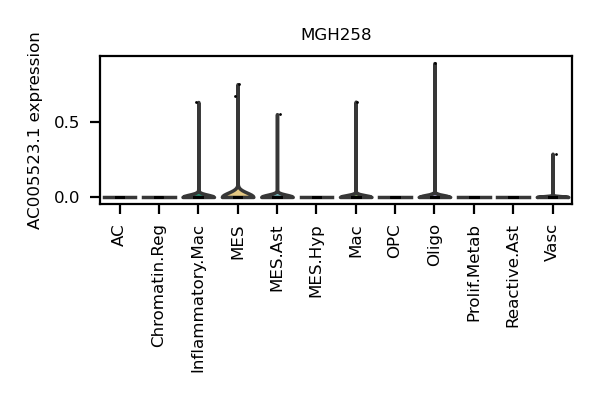 MGH258
AC005523.1 expression
0.5
0.0
AC
Chromatin.Reg
Inflammatory.Mac
MES
MES.Ast
MES.Hyp
Mac
OPC
Oligo
Prolif.Metab
Reactive.Ast
Vasc